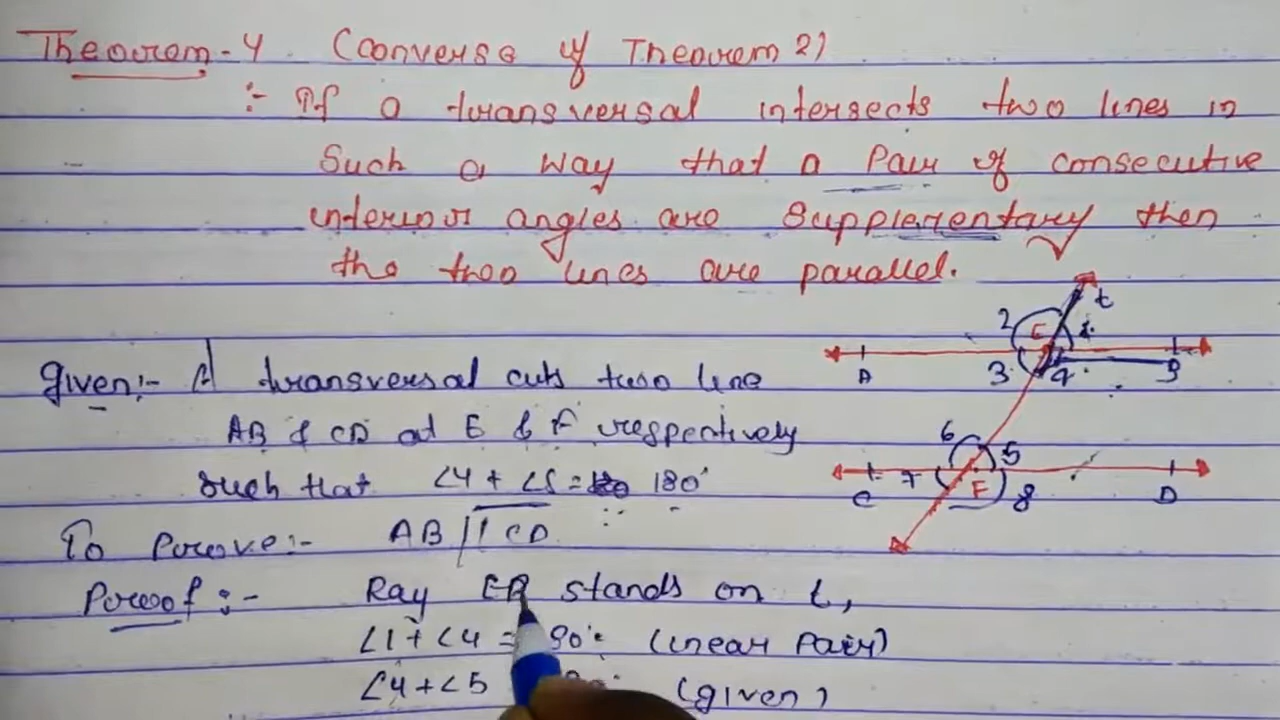 Theorem-4 (Converse of Theorem 2)
:- If a transversal intersects two lines in
Such a way that a Pair of consecutive
interior angles are Supplementary then
the two lines are parallel.
t
2 E 1
A 3 4 B
6 5
C 7 F 8 D
Given:- A transversal cuts two line
AB & CD at E & F respectively
such that ∠4 + ∠5 = 180°
To Prove:- AB || CD
Proof:- Ray EB stands on t,
∠1 + ∠4 = 80° (linear Pair)
∠4 + ∠5 (given)